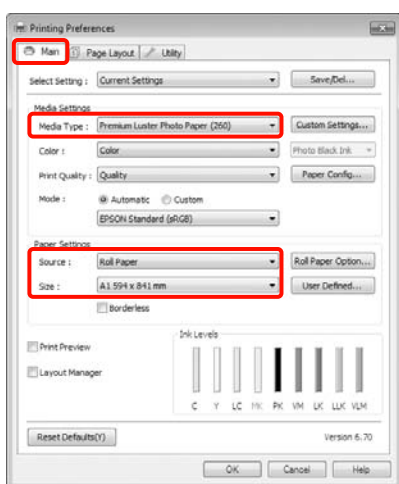 Printing Preferences
Main Page Layout Utility
Select Setting : Current Settings Save/Del...
Media Settings
Media Type : Premium Luster Photo Paper (260) Custom Settings...
Color : Color Photo Black Ink
Print Quality : Quality Paper Config...
Mode : Automatic Custom
EPSON Standard (sRGB)
Paper Settings
Source : Roll Paper Roll Paper Option...
Size : A1 594 x 841 mm User Defined...
Borderless
Print Preview
Layout Manager
Ink Levels
C Y LC MK PK VM LK LLK VLM
Reset Defaults(Y) Version 6.70
OK Cancel Help